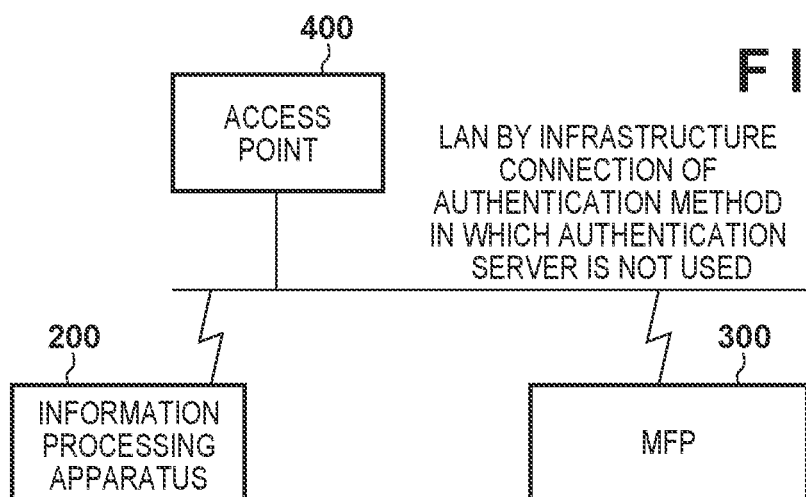 400
F I
ACCESS
POINT
LAN BY INFRASTRUCTURE
CONNECTION OF
AUTHENTICATION METHOD
IN WHICH AUTHENTICATION
SERVER IS NOT USED
200
300
INFORMATION
PROCESSING
APPARATUS
MFP